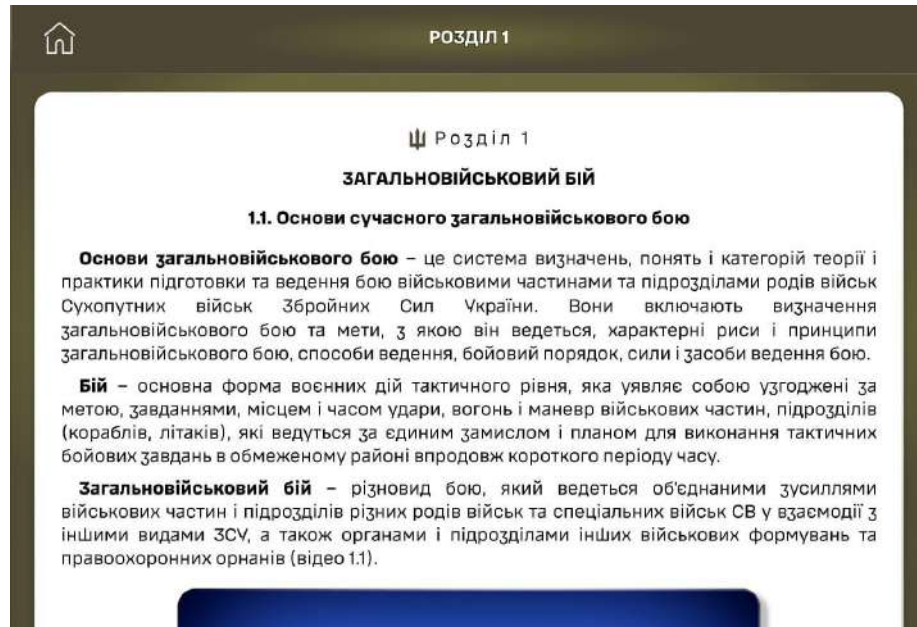 РОЗДІЛ 1
Розділ 1
ЗАГАЛЬНОВІЙСЬКОВИЙ БІЙ
1.1. Основи сучасного загальновійськового бою
Основи загальновійськового бою – це система визначень, понять і категорій теорії і
практики підготовки та ведення бою військовими частинами та підрозділами родів військ
Сухопутних військ Збройних Сил України. Вони включають визначення
загальновійськового бою та мети, з якою він ведеться, характерні риси і принципи
загальновійськового бою, способи ведення, бойовий порядок, сили і засоби ведення бою.
Бій – основна форма воєнних дій тактичного рівня, яка уявляє собою узгоджені за
метою, завданнями, місцем і часом удари, вогонь і маневр військових частин, підрозділів
(кораблів, літаків), які ведуться за єдиним замислом і планом для виконання тактичних
бойових завдань в обмеженому районі впродовж короткого періоду часу.
Загальновійськовий бій – різновид бою, який ведеться об'єднаними зусиллями
військових частин і підрозділів різних родів військ та спеціальних військ СВ у взаємодії з
іншими видами ЗСУ, а також органами і підрозділами інших військових формувань та
правоохоронних орнанів (відео 1.1).